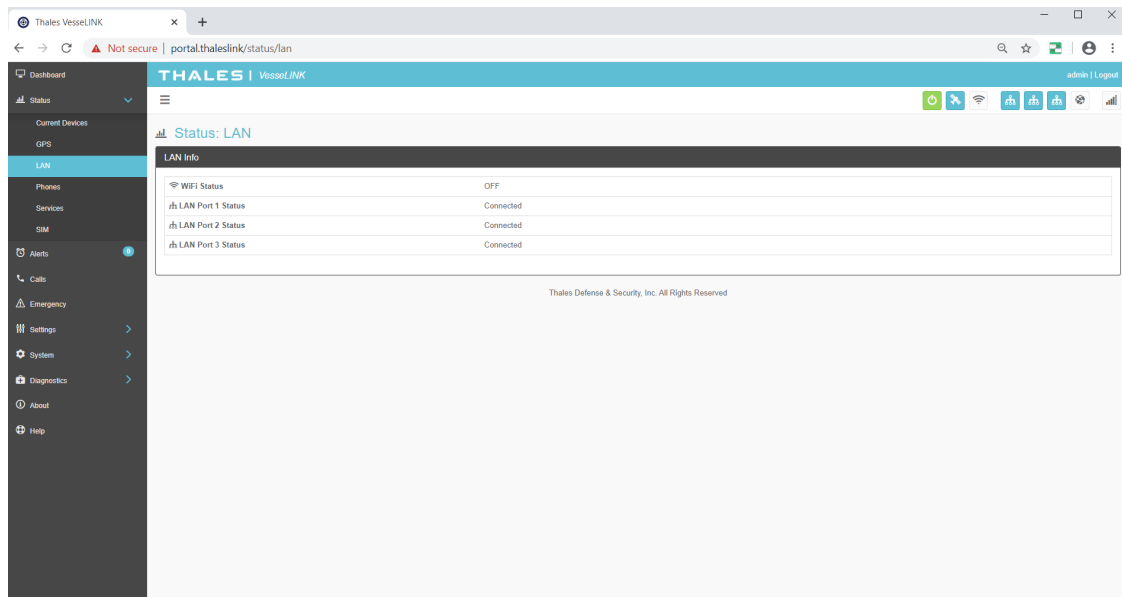 Thales VesseLINK
Not secure | portal.thaleslink/status/lan
Dashboard
Status
Current Devices
GPS
LAN
Phones
Services
SIM
Alerts 0
Calls
Emergency
Settings
System
Diagnostics
About
Help
THALES | VesseLINK
admin | Logout
Status: LAN
LAN Info
WiFi Status OFF
LAN Port 1 Status Connected
LAN Port 2 Status Connected
LAN Port 3 Status Connected
Thales Defense & Security, Inc. All Rights Reserved